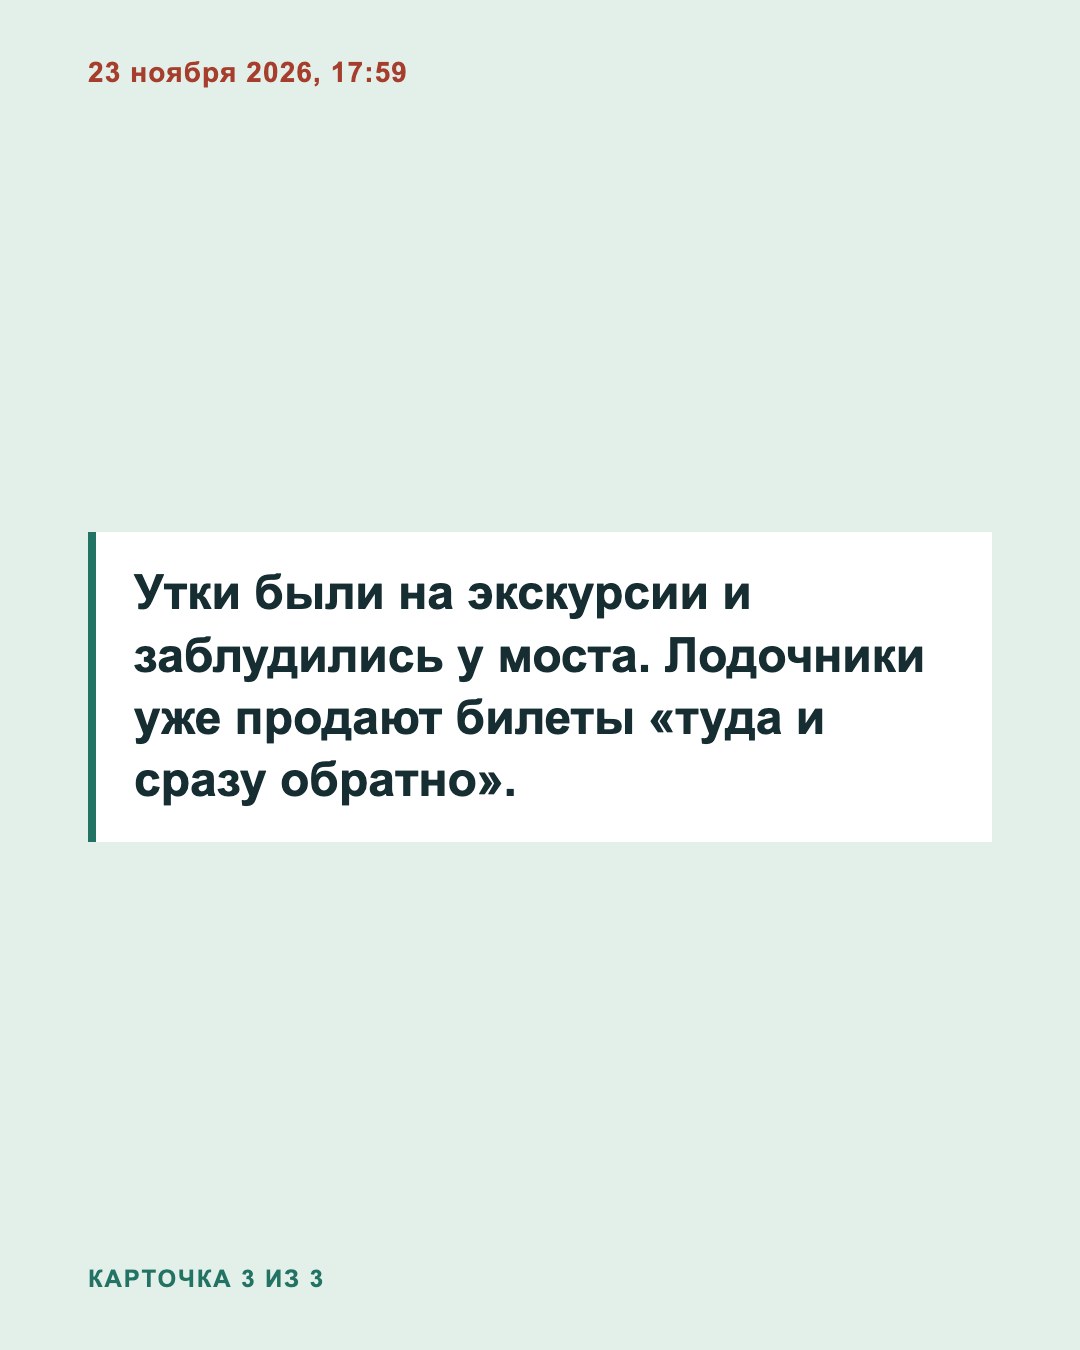 23 ноября 2026, 17:59
Утки были на экскурсии и
заблудились у моста. Лодочники
уже продают билеты «туда и
сразу обратно».
КАРТОЧКА 3 ИЗ 3